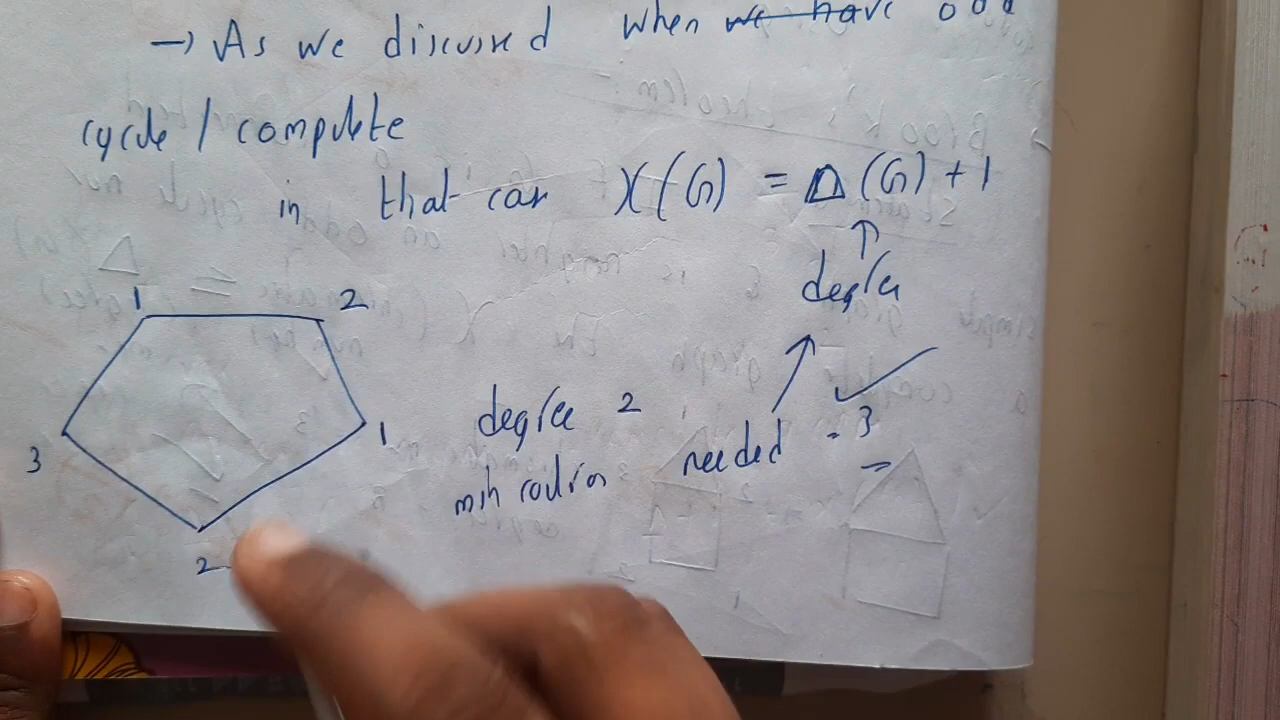 → As we discussed when we have odd
cycle / complete
in that case χ(G) = Δ(G) + 1
degree
1 2
3 1
2
degree 2
min colors needed = 3